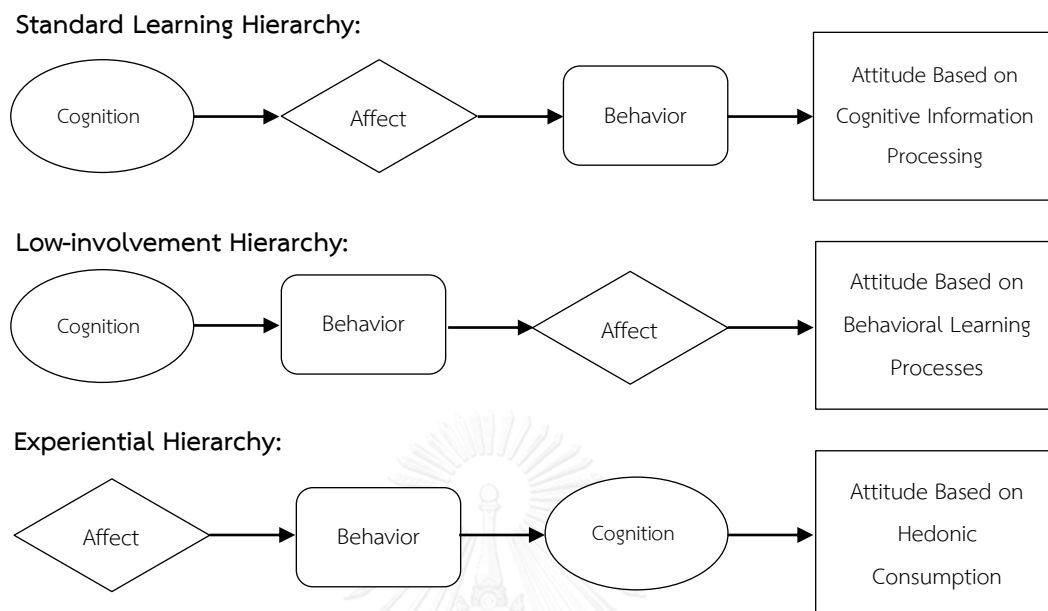 Standard Learning Hierarchy:
Cognition
Affect
Behavior
Attitude Based on
Cognitive Information
Processing
Low-involvement Hierarchy:
Cognition
Behavior
Affect
Attitude Based on
Behavioral Learning
Processes
Experiential Hierarchy:
Affect
Behavior
Cognition
Attitude Based on
Hedonic
Consumption